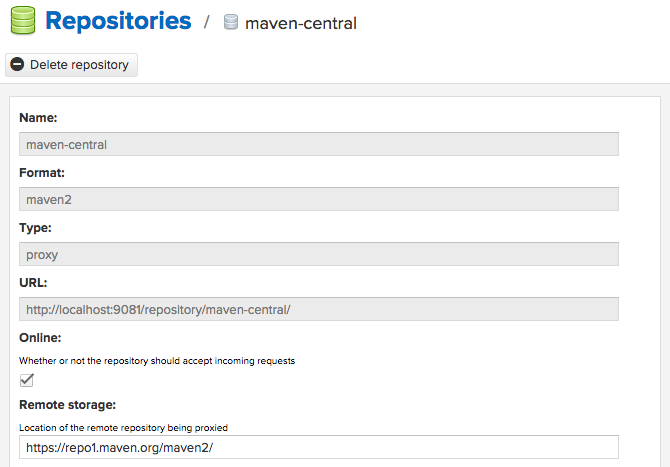 Repositories / maven-central
Delete repository
Name:
maven-central
Format:
maven2
Type:
proxy
URL:
http://localhost:9081/repository/maven-central/
Online:
Whether or not the repository should accept incoming requests
Remote storage:
Location of the remote repository being proxied
https://repo1.maven.org/maven2/